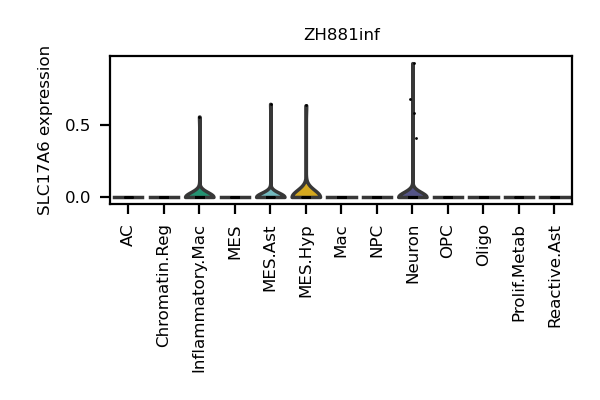 ZH881inf
SLC17A6 expression
0.5
0.0
AC
Chromatin.Reg
Inflammatory.Mac
MES
MES.Ast
MES.Hyp
Mac
NPC
Neuron
OPC
Oligo
Prolif.Metab
Reactive.Ast